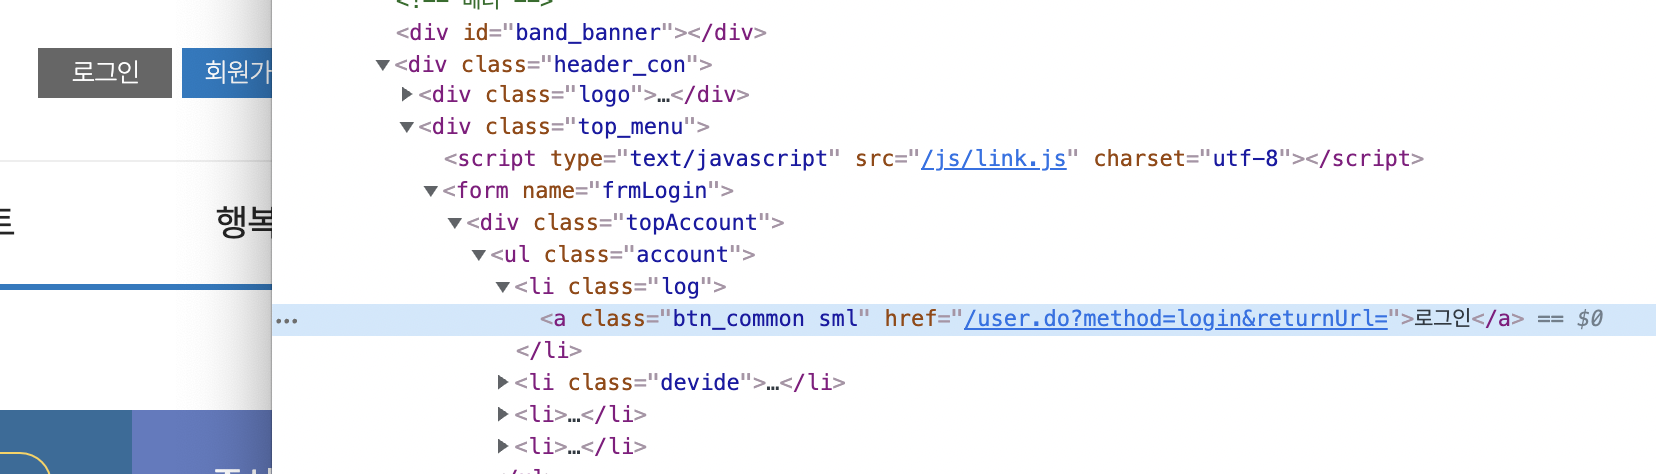 로그인
회원가
트
행복
<!-- 헤더 -->
<div id="band_banner"></div>
▼<div class="header_con">
▶<div class="logo">…</div>
▼<div class="top_menu">
<script type="text/javascript" src="/js/link.js" charset="utf-8"></script>
▼<form name="frmLogin">
▼<div class="topAccount">
▼<ul class="account">
▼<li class="log">
… <a class="btn_common sml" href="/user.do?method=login&returnUrl=">로그인</a> == $0
</li>
▶<li class="devide">…</li>
▶<li>…</li>
▶<li>…</li>